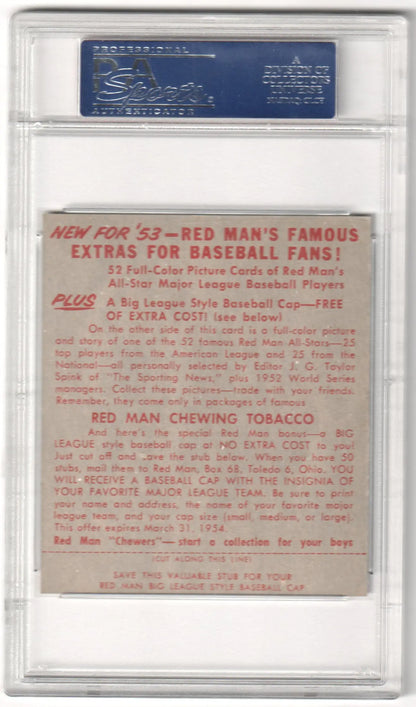 PROFESSIONAL
PSA
Sports
AUTHENTICATOR
A
DIVISION OF
COLLECTORS
UNIVERSE
NASDAQ: CLCT
NEW FOR '53—RED MAN'S FAMOUS
EXTRAS FOR BASEBALL FANS!
52 Full-Color Picture Cards of Red Man's
All-Star Major League Baseball Players
PLUS A Big League Style Baseball Cap—FREE
OF EXTRA COST! (see below)
On the other side of this card is a full-color picture
and story of one of the 52 famous Red Man All-Stars—25
top players from the American League and 25 from the
National—all personally selected by Editor J. G. Taylor
Spink of "The Sporting News," plus 1952 World Series
managers. Collect these pictures—trade with your friends.
Remember, they come only in packages of famous
RED MAN CHEWING TOBACCO
And here's the special Red Man bonus—a BIG
LEAGUE style baseball cap at NO EXTRA COST to you!
Just cut off and save the stub below. When you have 50
stubs, mail them to Red Man, Box 68, Toledo 6, Ohio. YOU
WILL RECEIVE A BASEBALL CAP WITH THE INSIGNIA OF
YOUR FAVORITE MAJOR LEAGUE TEAM. Be sure to print
your name and address, the name of your favorite major
league team, and your cap size (small, medium, or large).
This offer expires March 31, 1954.
Red Man "Chewers"—start a collection for your boys
(CUT ALONG THIS LINE)
SAVE THIS VALUABLE STUB FOR YOUR
RED MAN BIG LEAGUE STYLE BASEBALL CAP